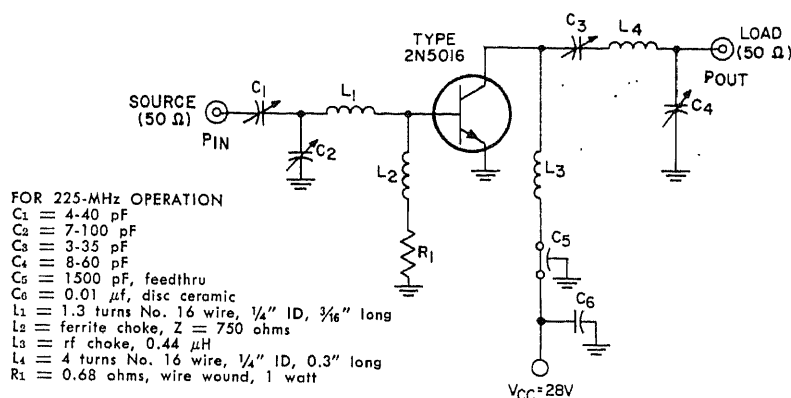 TYPE
2N5016
C3
L4
LOAD
(50 Ω)
POUT
C4
SOURCE
(50 Ω)
PIN
C1
L1
C2
L2
R1
L3
C5
C6
VCC=28V
FOR 225-MHz OPERATION
C1 = 4-40 pF
C2 = 7-100 pF
C3 = 3-35 pF
C4 = 8-60 pF
C5 = 1500 pF, feedthru
C6 = 0.01 μf, disc ceramic
L1 = 1.3 turns No. 16 wire, 1/4" ID, 3/16" long
L2 = ferrite choke, Z = 750 ohms
L3 = rf choke, 0.44 μH
L4 = 4 turns No. 16 wire, 1/4" ID, 0.3" long
R1 = 0.68 ohms, wire wound, 1 watt